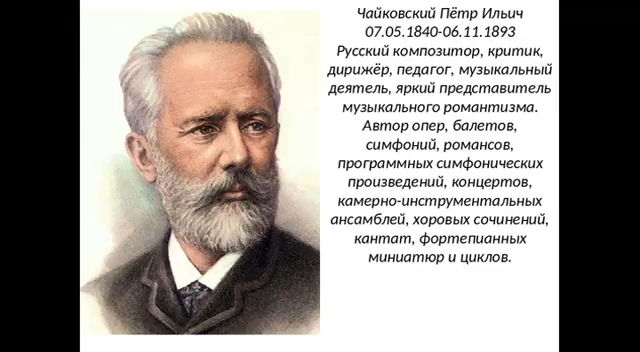 Чайковский Пётр Ильич
07.05.1840-06.11.1893
Русский композитор, критик,
дирижёр, педагог, музыкальный
деятель, яркий представитель
музыкального романтизма.
Автор опер, балетов,
симфоний, романсов,
программных симфонических
произведений, концертов,
камерно-инструментальных
ансамблей, хоровых сочинений,
кантат, фортепианных
миниатюр и циклов.